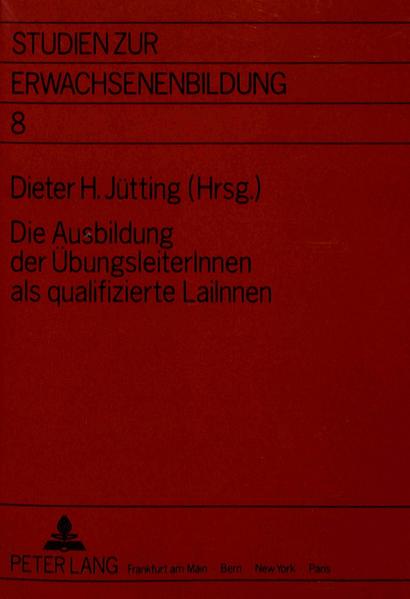 STUDIEN ZUR
ERWACHSENENBILDUNG
8
Dieter H. Jütting (Hrsg.)
Die Ausbildung
der ÜbungsleiterInnen
als qualifizierte LaiInnen
PETER LANG Frankfurt am Main · Bern · New York · Paris